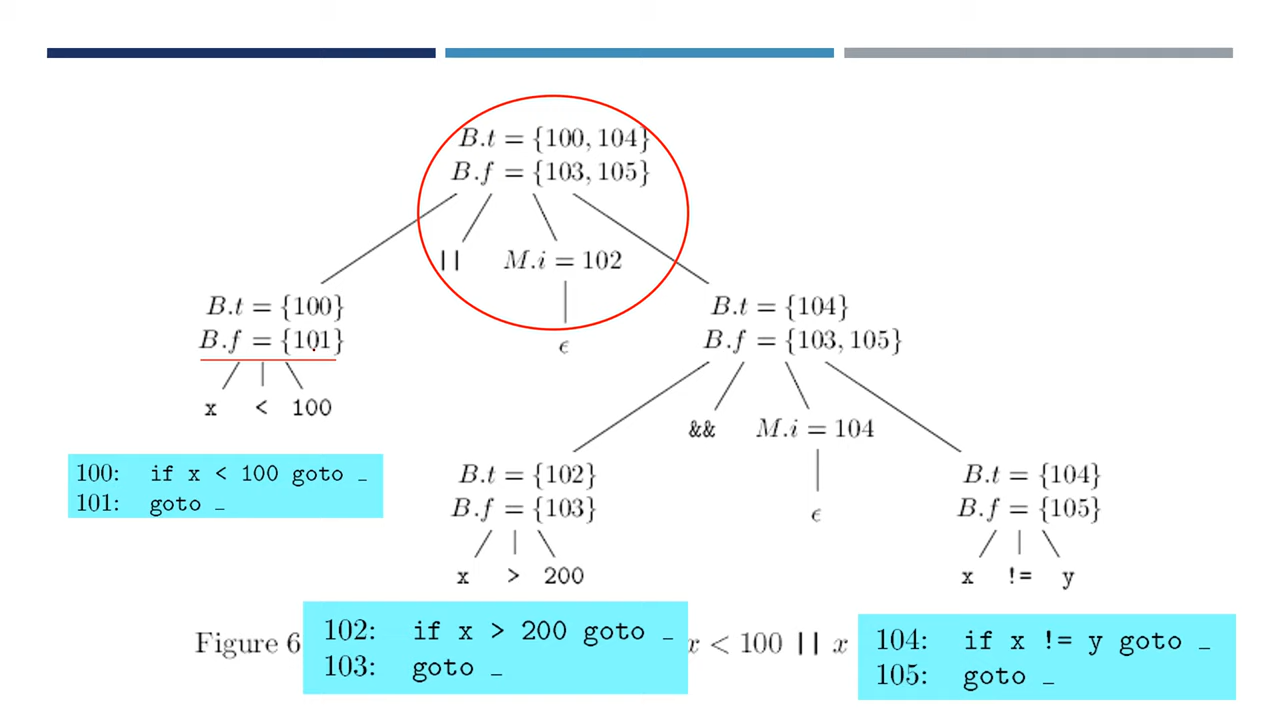 B.t = {100, 104}
B.f = {103, 105}
||
M.i = 102
ϵ
B.t = {100}
B.f = {101}
x < 100
B.t = {104}
B.f = {103, 105}
&&
M.i = 104
ϵ
B.t = {102}
B.f = {103}
x > 200
B.t = {104}
B.f = {105}
x != y
100: if x < 100 goto _
101: goto _
102: if x > 200 goto _
103: goto _
104: if x != y goto _
105: goto _
Figure 6 x < 100 || x